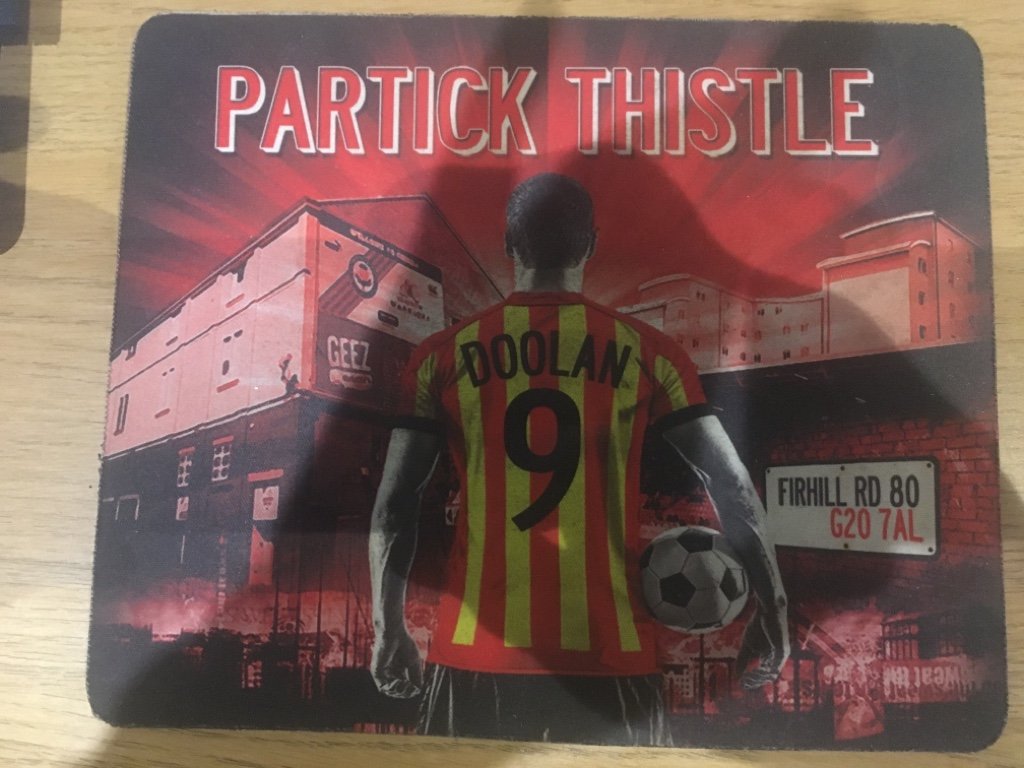 PARTICK THISTLE
GEEZ
DOOLAN
9
FIRHILL RD 80
G20 7AL